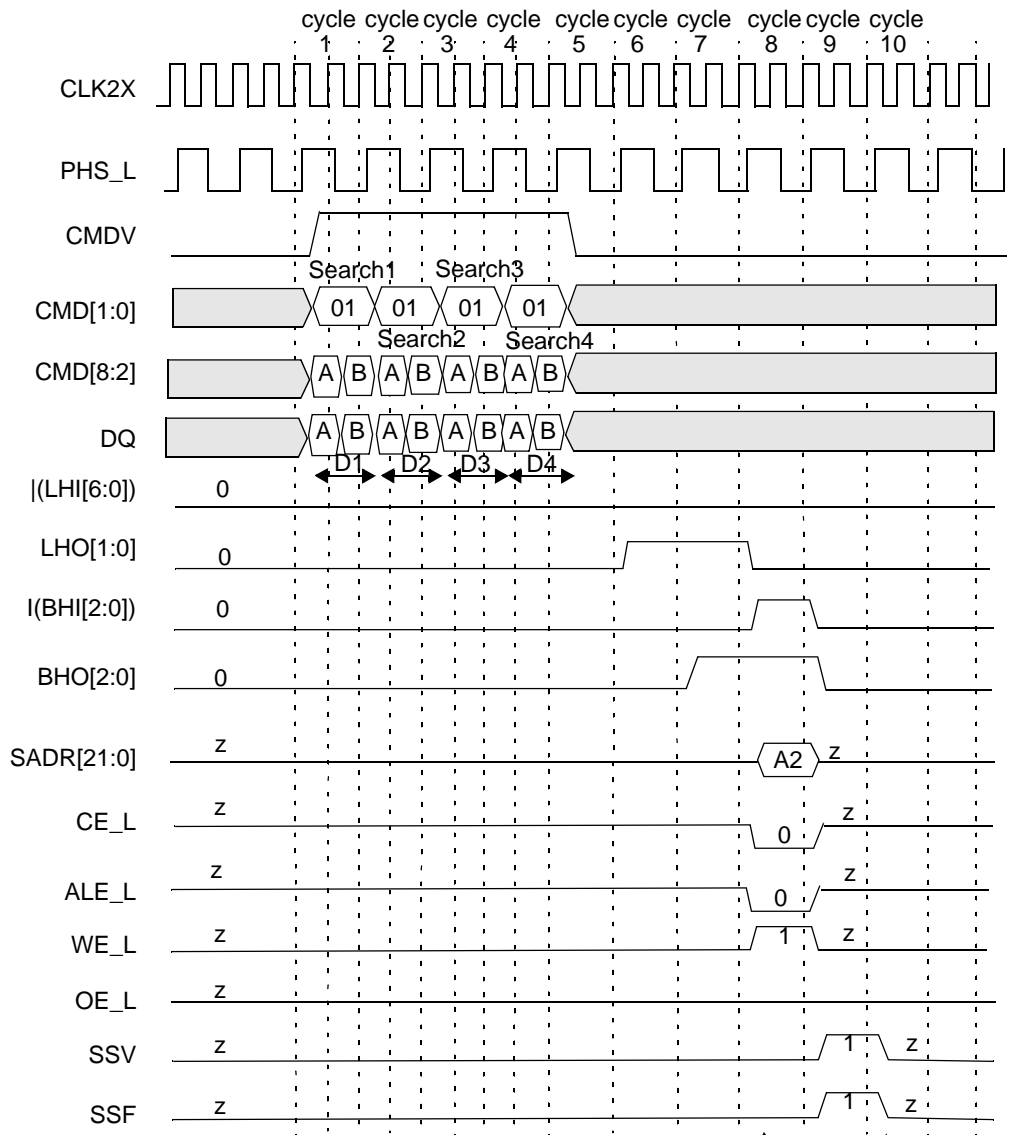 cycle cycle cycle cycle cycle cycle cycle cycle cycle cycle
1 2 3 4 5 6 7 8 9 10
CLK2X
PHS_L
CMDV
Search1 Search3
CMD[1:0] 01 01 01 01
Search2 Search4
CMD[8:2] A B A B A B A B
DQ A B A B A B A B
D1 D2 D3 D4
|(LHI[6:0]) 0
LHO[1:0] 0
I(BHI[2:0]) 0
BHO[2:0] 0
SADR[21:0] z A2 z
CE_L z 0 z
ALE_L z 0 z
WE_L z 1 z
OE_L z
SSV z 1 z
SSF z 1 z